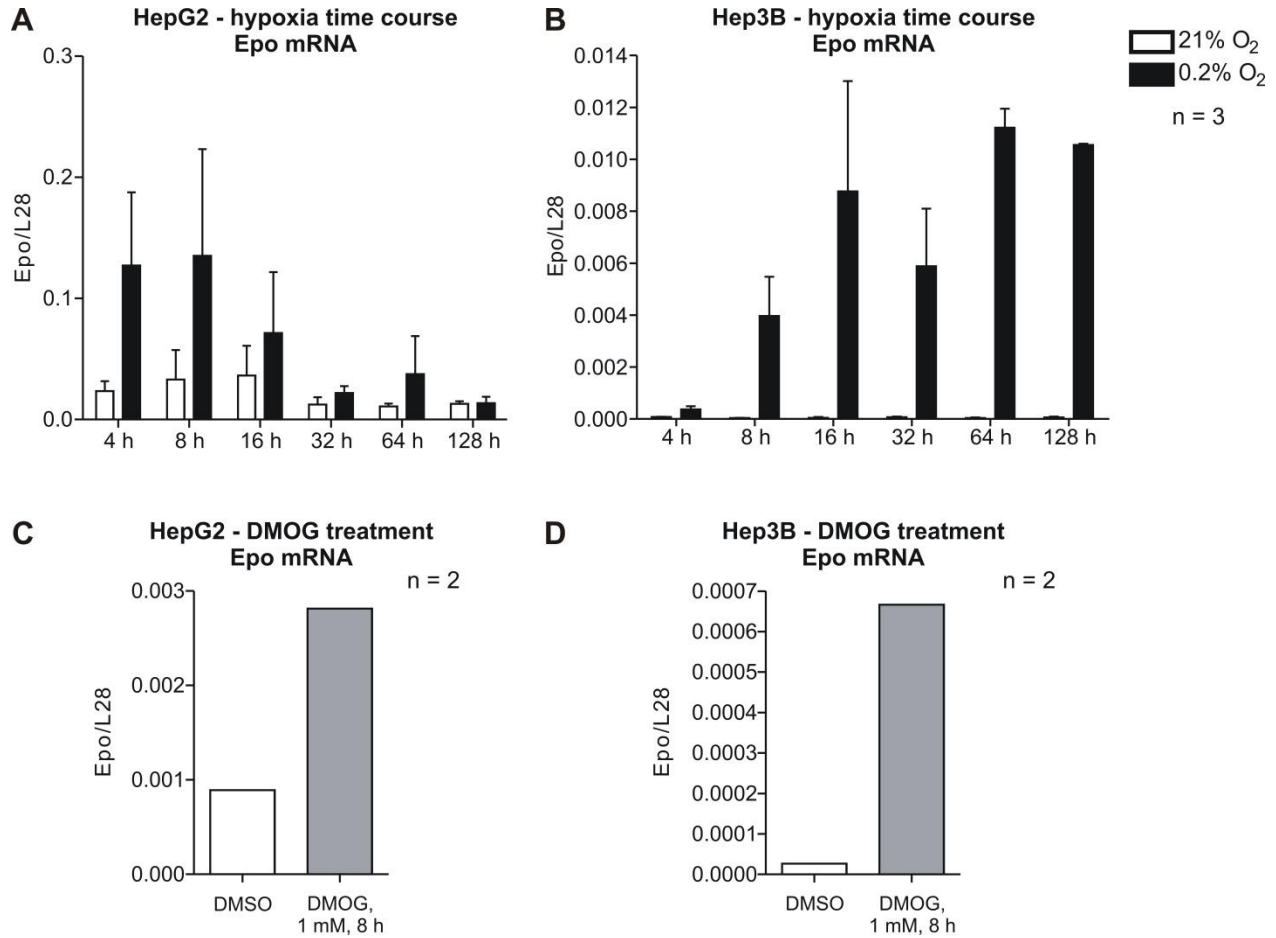 A
HepG2 - hypoxia time course
Epo mRNA
Epo/L28
0.3
0.2
0.1
0.0
4 h 8 h 16 h 32 h 64 h 128 h
B
Hep3B - hypoxia time course
Epo mRNA
Epo/L28
0.014
0.012
0.010
0.008
0.006
0.004
0.002
0.000
4 h 8 h 16 h 32 h 64 h 128 h
21% O₂
0.2% O₂
n = 3
C
HepG2 - DMOG treatment
Epo mRNA
n = 2
Epo/L28
0.003
0.002
0.001
0.000
DMSO DMOG,
1 mM, 8 h
D
Hep3B - DMOG treatment
Epo mRNA
n = 2
Epo/L28
0.0007
0.0006
0.0005
0.0004
0.0003
0.0002
0.0001
0.0000
DMSO DMOG,
1 mM, 8 h